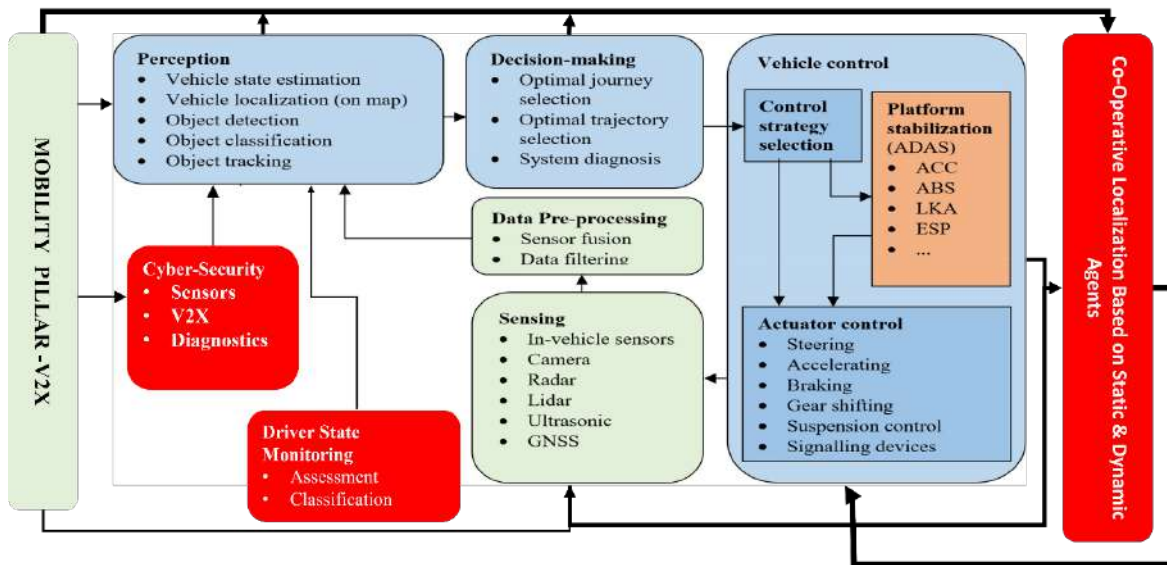 MOBILITY PILLAR -V2X
Perception
• Vehicle state estimation
• Vehicle localization (on map)
• Object detection
• Object classification
• Object tracking
Decision-making
• Optimal journey
selection
• Optimal trajectory
selection
• System diagnosis
Vehicle control
Control
strategy
selection
Platform
stabilization
(ADAS)
• ACC
• ABS
• LKA
• ESP
• ...
Data Pre-processing
• Sensor fusion
• Data filtering
Cyber-Security
• Sensors
• V2X
• Diagnostics
Sensing
• In-vehicle sensors
• Camera
• Radar
• Lidar
• Ultrasonic
• GNSS
Actuator control
• Steering
• Accelerating
• Braking
• Gear shifting
• Suspension control
• Signalling devices
Driver State
Monitoring
• Assessment
• Classification
Co-Operative Localization Based on Static & Dynamic
Agents